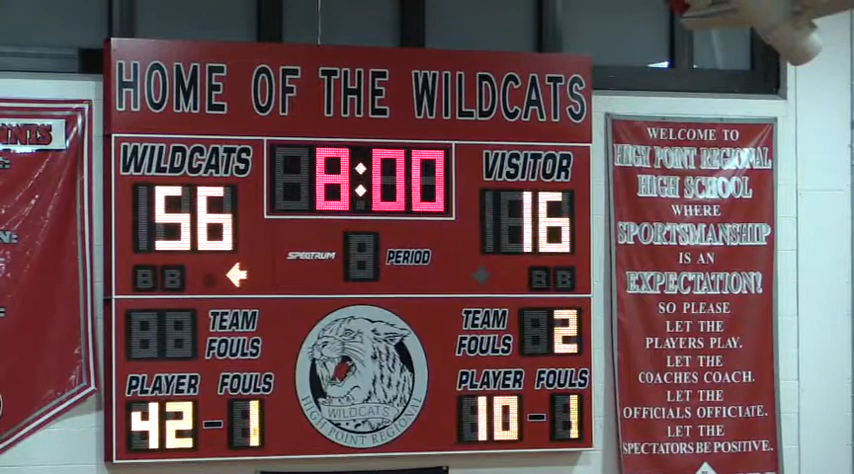 HOME OF THE WILDCATS
WILDCATS
8:00
VISITOR
56
16
SPECTRUM
PERIOD
B B
B B
TEAM FOULS
TEAM FOULS
2
PLAYER FOULS
PLAYER FOULS
42 - 1
10 - 1
WILDCATS
HIGH POINT REGIONAL
WELCOME TO
HIGH POINT REGIONAL
HIGH SCHOOL
WHERE
SPORTSMANSHIP
IS AN
EXPECTATION!
SO PLEASE
LET THE
PLAYERS PLAY.
LET THE
COACHES COACH.
LET THE
OFFICIALS OFFICIATE.
LET THE
SPECTATORS BE POSITIVE.